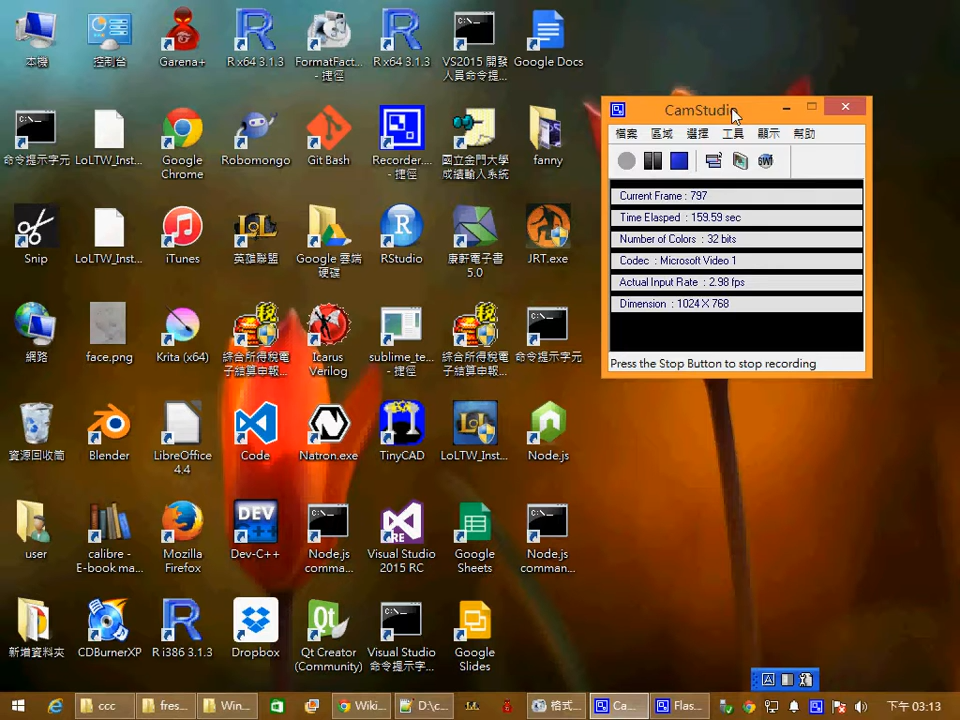 本機
控制台
Garena+
R x64 3.1.3
FormatFact...
- 捷徑
R x64 3.1.3
VS2015 開發
人員命令提...
Google Docs
命令提示字元
LoLTW_Inst...
Google
Chrome
Robomongo
Git Bash
Recorder....
- 捷徑
國立金門大學
成績輸入系統
fanny
Snip
LoLTW_Inst...
iTunes
英雄聯盟
Google 雲端
硬碟
RStudio
康軒電子書
5.0
JRT.exe
網路
face.png
Krita (x64)
綜合所得稅電
子結算申報...
Icarus
Verilog
sublime_te...
- 捷徑
綜合所得稅電
子結算申報...
命令提示字元
資源回收筒
Blender
LibreOffice
4.4
Code
Natron.exe
TinyCAD
LoLTW_Inst...
Node.js
user
calibre -
E-book ma...
Mozilla
Firefox
DEV
Dev-C++
Node.js
comma...
Visual Studio
2015 RC
Google
Sheets
Node.js
comman...
新增資料夾
CDBurnerXP
R i386 3.1.3
Dropbox
Qt Creator
(Community)
Visual Studio
命令提示字...
Google
Slides
CamStudio
檔案 區域 選擇 工具 顯示 幫助
Current Frame : 797
Time Elasped : 159.59 sec
Number of Colors : 32 bits
Codec : Microsoft Video 1
Actual Input Rate : 2.98 fps
Dimension : 1024 X 768
Press the Stop Button to stop recording
ccc
fres...
Win...
Wiki...
D:\c...
格式...
Ca...
Flas...
下午 03:13